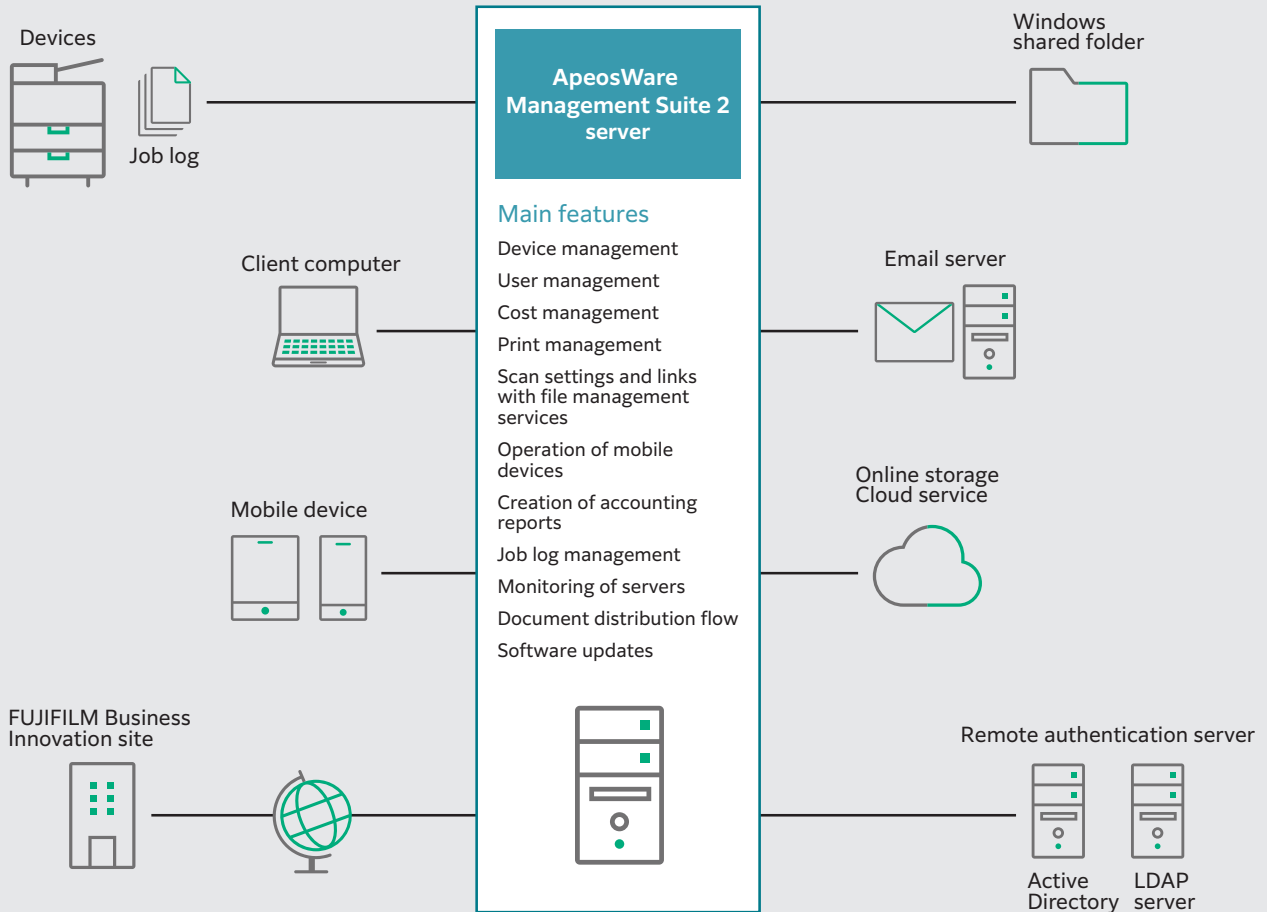 Devices
Job log
Client computer
Mobile device
FUJIFILM Business
Innovation site
ApeosWare
Management Suite 2
server
Main features
Device management
User management
Cost management
Print management
Scan settings and links
with file management
services
Operation of mobile
devices
Creation of accounting
reports
Job log management
Monitoring of servers
Document distribution flow
Software updates
Windows
shared folder
Email server
Online storage
Cloud service
Remote authentication server
Active
Directory
LDAP
server